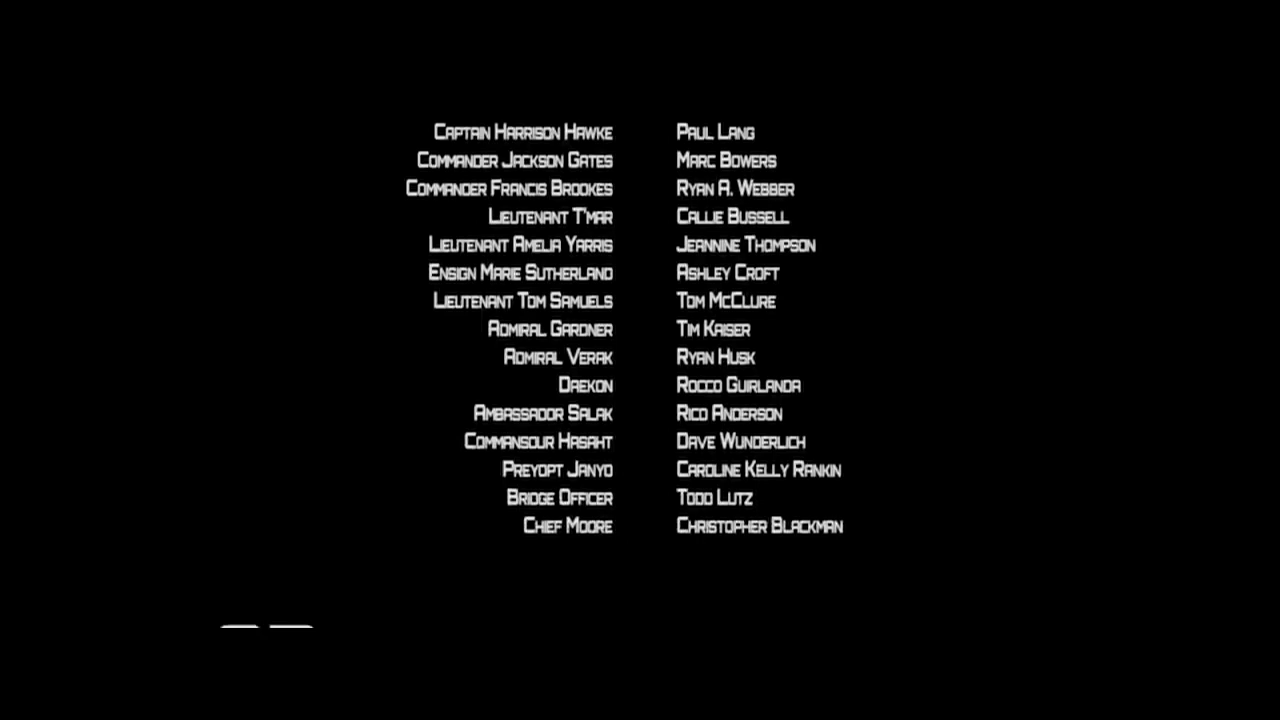 Captain Harrison Hawke Paul Lang
Commander Jackson Gates Marc Bowers
Commander Francis Brookes Ryan A. Webber
Lieutenant T'Mar Callie Bussell
Lieutenant Amelia Yarris Jeannine Thompson
Ensign Marie Sutherland Ashley Croft
Lieutenant Tom Samuels Tom McClure
Admiral Gardner Tim Kaiser
Admiral Verak Ryan Husk
Daekon Rocco Guirlanda
Ambassador Salak Rico Anderson
Commansour Hasaht Dave Wunderlich
Preyopt Janyo Caroline Kelly Rankin
Bridge Officer Todd Lutz
Chief Moore Christopher Blackman